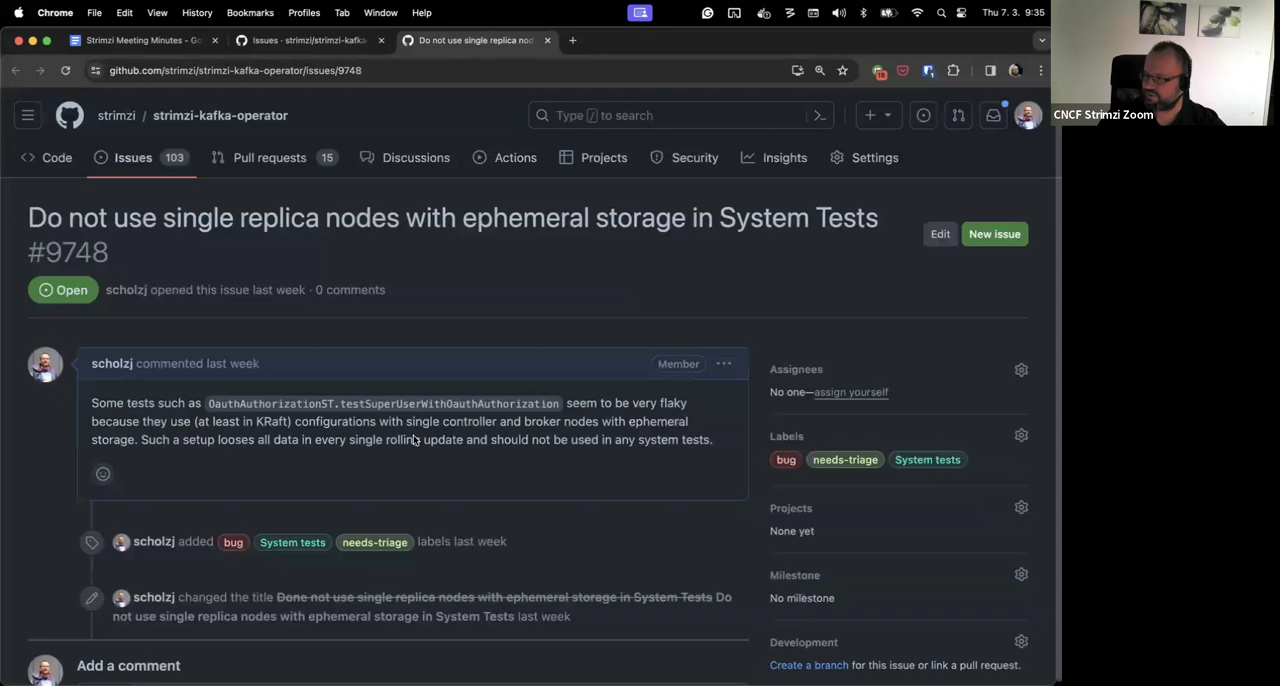 Chrome File Edit View History Bookmarks Profiles Tab Window Help Thu 7. 3. 9:35
Strimzi Meeting Minutes - Go
Issues · strimzi/strimzi-kafka-
Do not use single replica nod
github.com/strimzi/strimzi-kafka-operator/issues/9748
CNCF Strimzi Zoom
strimzi / strimzi-kafka-operator
Type / to search
Code
Issues 103
Pull requests 15
Discussions
Actions
Projects
Security
Insights
Settings
Do not use single replica nodes with ephemeral storage in System Tests
#9748
Edit
New issue
Open
scholzj opened this issue last week · 0 comments
scholzj commented last week
Member
Some tests such as OauthAuthorizationST.testSuperUserWithOauthAuthorization seem to be very flaky
because they use (at least in KRaft) configurations with single controller and broker nodes with ephemeral
storage. Such a setup looses all data in every single rolling update and should not be used in any system tests.
scholzj added bug System tests needs-triage labels last week
scholzj changed the title Done not use single replica nodes with ephemeral storage in System Tests Do
not use single replica nodes with ephemeral storage in System Tests last week
Add a comment
Assignees
No one—assign yourself
Labels
bug needs-triage System tests
Projects
None yet
Milestone
No milestone
Development
Create a branch for this issue or link a pull request.